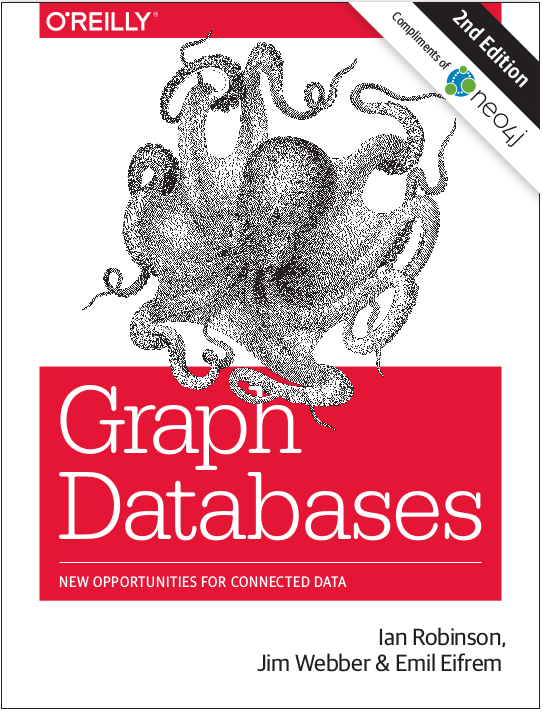 O'REILLY®
2nd Edition
Compliments of
neo4j
Graph
Databases
NEW OPPORTUNITIES FOR CONNECTED DATA
Ian Robinson,
Jim Webber & Emil Eifrem